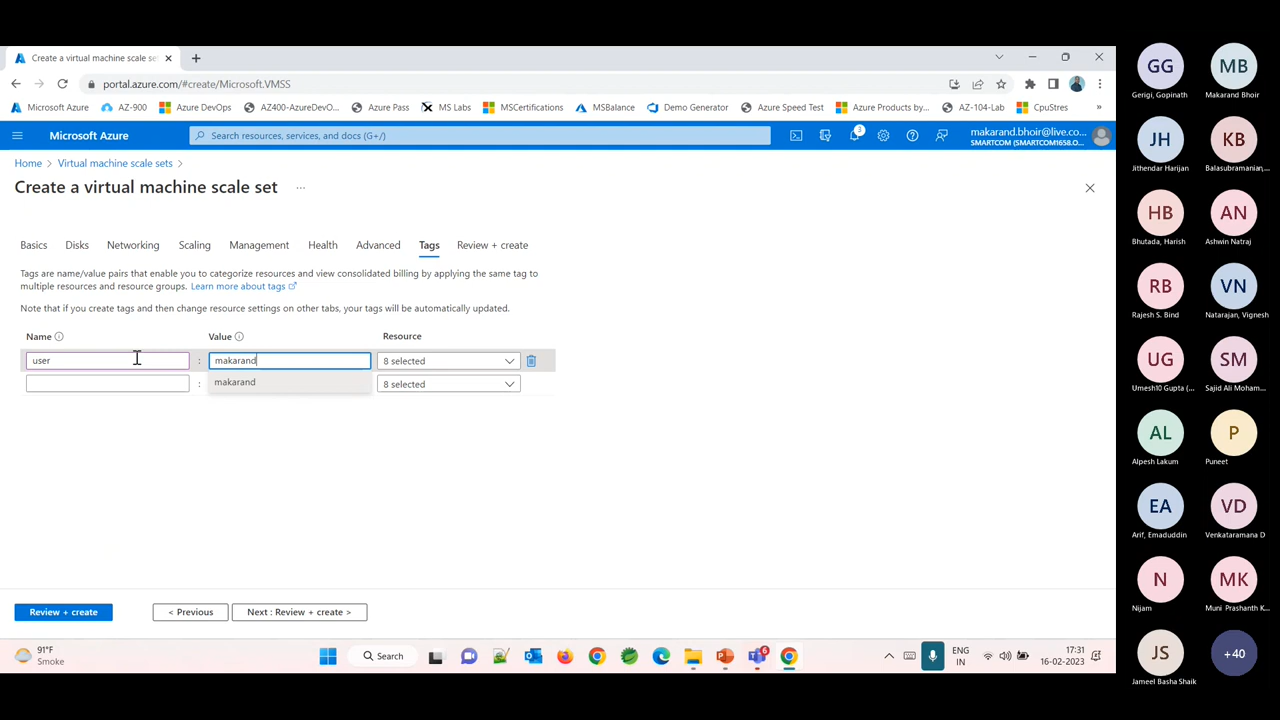 Create a virtual machine scale se
portal.azure.com/#create/Microsoft.VMSS
Microsoft Azure
AZ-900
Azure DevOps
AZ400-AzureDevO...
Azure Pass
MS Labs
MSCertifications
MSBalance
Demo Generator
Azure Speed Test
Azure Products by...
AZ-104-Lab
CpuStres
»
Microsoft Azure
Search resources, services, and docs (G+/)
3
makarand.bhoir@live.co...
SMARTCOM (SMARTCOM1658.O...
Home > Virtual machine scale sets >
Create a virtual machine scale set ...
Basics
Disks
Networking
Scaling
Management
Health
Advanced
Tags
Review + create
Tags are name/value pairs that enable you to categorize resources and view consolidated billing by applying the same tag to
multiple resources and resource groups. Learn more about tags
Note that if you create tags and then change resource settings on other tabs, your tags will be automatically updated.
Name
Value
Resource
user : makarand 8 selected
: makarand 8 selected
Review + create
< Previous
Next : Review + create >
91°F
Smoke
Search
6
ENG
IN
17:31
16-02-2023
GG
Gerigi, Gopinath
MB
Makarand Bhoir
JH
Jithendar Harijan
KB
Balasubramanian,...
HB
Bhutada, Harish
AN
Ashwin Natraj
RB
Rajesh S. Bind
VN
Natarajan, Vignesh
UG
Umesh10 Gupta (...
SM
Sajid Ali Moham...
AL
Alpesh Lakum
P
Puneet
EA
Arif, Emaduddin
VD
Venkataramana D
N
Nijam
MK
Muni Prashanth K...
JS
Jameel Basha Shaik
+40